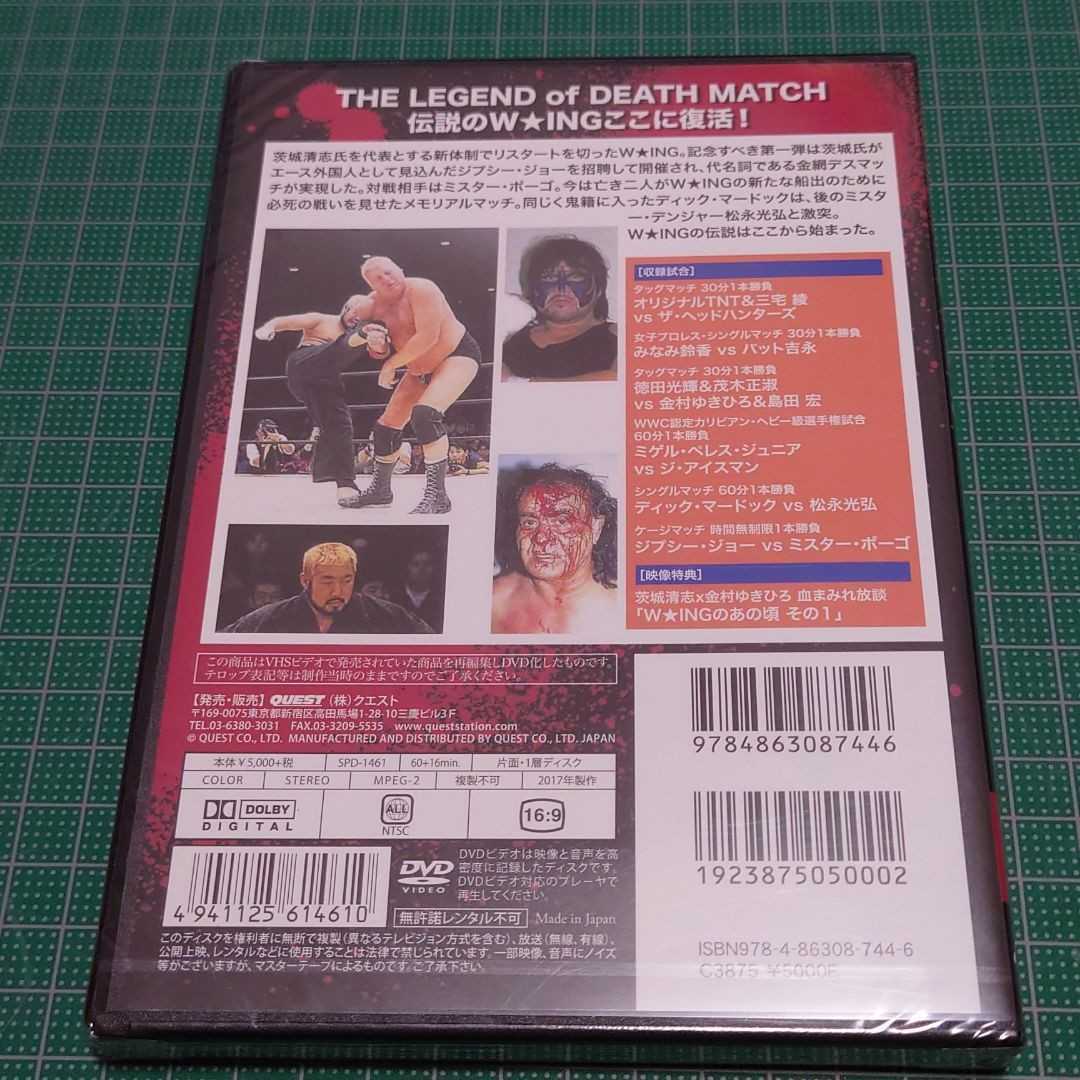 THE LEGEND of DEATH MATCH
伝説のW★INGここに復活！
茨城清志氏を代表とする新体制でリスタートを切ったW★ING。記念すべき第一弾は茨城氏が
エース外国人として見込んだジプシー・ジョーを招聘して開催され、代名詞である金網デスマッ
チが実現した。対戦相手はミスター・ポーゴ。今は亡き二人がW★INGの新たな船出のために
必死の戦いを見せたメモリアルマッチ。同じく鬼籍に入ったディック・マードックは、後のミスタ
ー・デンジャー松永光弘と激突。
W★INGの伝説はここから始まった。
【収録試合】
タッグマッチ 30分1本勝負
オリジナルTNT&三宅 綾
vs ザ・ヘッドハンターズ
女子プロレス・シングルマッチ 30分1本勝負
みなみ鈴香 vs バット吉永
タッグマッチ 30分1本勝負
徳田光輝&茂木正淑
vs 金村ゆきひろ&島田 宏
WWC認定カリビアン・ヘビー級選手権試合
60分1本勝負
ミゲル・ペレス・ジュニア
vs ジ・アイスマン
シングルマッチ 60分1本勝負
ディック・マードック vs 松永光弘
ケージマッチ 時間無制限1本勝負
ジプシー・ジョー vs ミスター・ポーゴ
【映像特典】
茨城清志x金村ゆきひろ 血まみれ放談
「W★INGのあの頃 その1」
この商品はVHSビデオで発売されていた商品を再編集しDVD化したものです。
テロップ表記等は制作当時のままですのでご了承ください。
【発売・販売】QUEST (株)クエスト
〒169-0075東京都新宿区高田馬場1-28-10三慶ビル3F
TEL.03-6380-3031 FAX.03-3209-5535 www.queststation.com
© QUEST CO., LTD. MANUFACTURED AND DISTRIBUTED BY QUEST CO., LTD. JAPAN
本体￥5,000+税 SPD-1461 60+16min. 片面・1層ディスク
COLOR STEREO MPEG-2 複製不可 2017年製作
DOLBY
DIGITAL
ALL
NTSC
16:9
4 941125 614610
DVD
VIDEO
DVDビデオは映像と音声を高
密度に記録したディスクです。
DVDビデオ対応のプレーヤで
再生してください。
無許諾レンタル不可 Made in Japan
このディスクを権利者に無断で複製(異なるテレビジョン方式を含む)、放送(無線、有線)、
公開上映、レンタルなどに使用することは法律で禁じられています。一部映像、音声にノイズ
等がございますが、マスターテープによるものです。ご了承下さい。
9784863087446
1923875050002
ISBN978-4-86308-744-6
C3875 ￥5000E